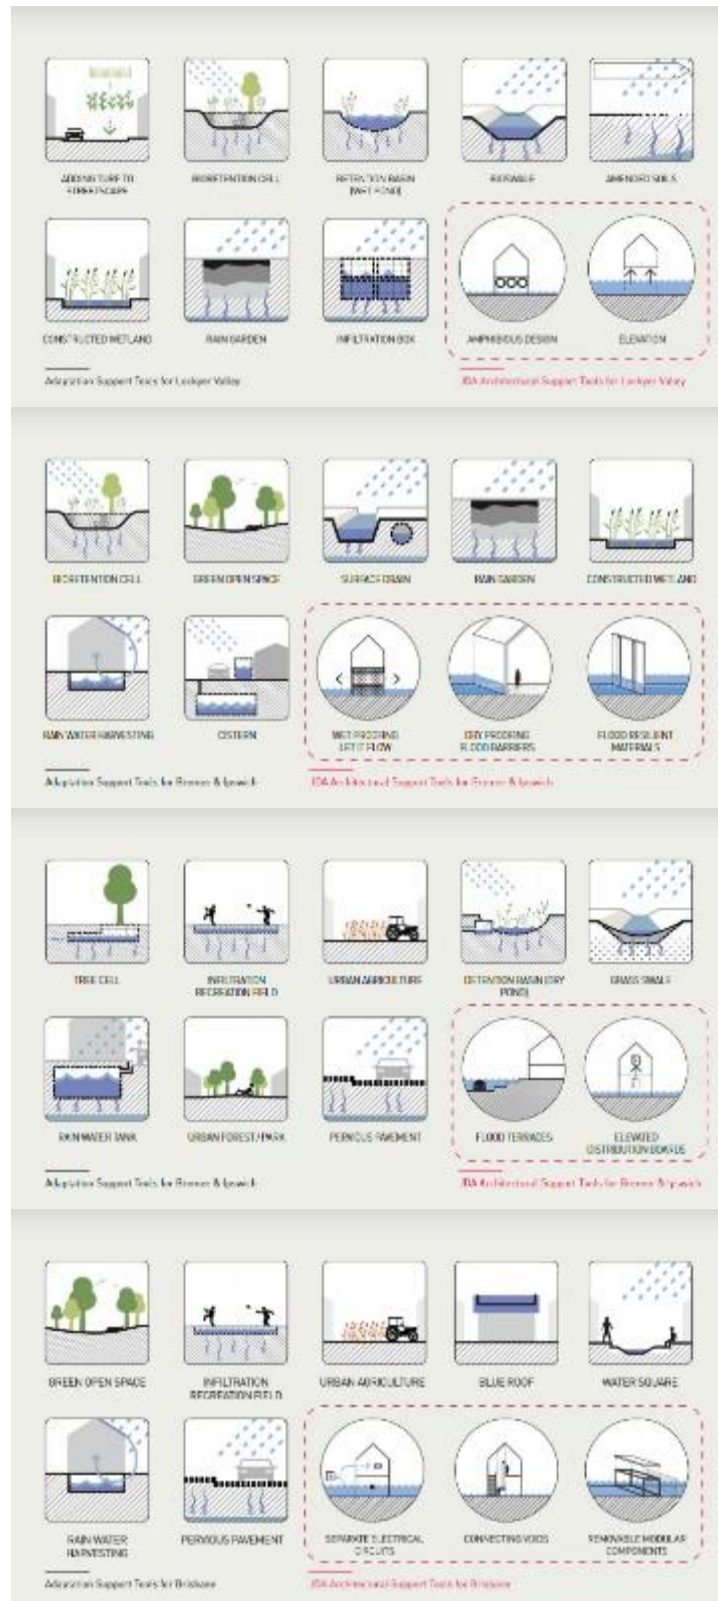 ADDING TURF TO
STREETSCAPE
BIORETENTION CELL
RETENTION BASIN
(WET POND)
BIOSWALE
AMENDED SOILS
CONSTRUCTED WETLAND
RAIN GARDEN
INFILTRATION BOX
AMPHIBIOUS DESIGN
ELEVATION
Adaptation Support Tools for Lockyer Valley
JDA Architectural Support Tools for Lockyer Valley
BIORETENTION CELL
GREEN OPEN SPACE
SURFACE DRAIN
RAIN GARDEN
CONSTRUCTED WETLAND
RAIN WATER HARVESTING
CISTERN
WET PROOFING
LET IT FLOW
DRY PROOFING
FLOOD BARRIERS
FLOOD RESILIENT
MATERIALS
Adaptation Support Tools for Bremer & Ipswich
JDA Architectural Support Tools for Bremer & Ipswich
TREE CELL
INFILTRATION
RECREATION FIELD
URBAN AGRICULTURE
DETENTION BASIN (DRY
POND)
GRASS SWALE
RAIN WATER TANK
URBAN FOREST/PARK
PERVIOUS PAVEMENT
FLOOD TERRACES
ELEVATED
DISTRIBUTION BOARDS
Adaptation Support Tools for Bremer & Ipswich
JDA Architectural Support Tools for Bremer & Ipswich
GREEN OPEN SPACE
INFILTRATION
RECREATION FIELD
URBAN AGRICULTURE
BLUE ROOF
WATER SQUARE
RAIN WATER
HARVESTING
PERVIOUS PAVEMENT
SEPARATE ELECTRICAL
CIRCUITS
CONNECTING VOIDS
REMOVABLE MODULAR
COMPONENTS
Adaptation Support Tools for Brisbane
JDA Architectural Support Tools for Brisbane